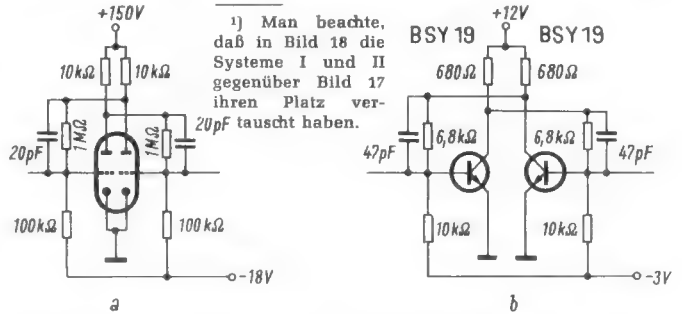 +150V
10kΩ
10kΩ
20pF
1MΩ
1MΩ
20pF
100kΩ
100kΩ
-18V
a
¹) Man beachte,
daß in Bild 18 die
Systeme I und II
gegenüber Bild 17
ihren Platz ver-
tauscht haben.
+12V
BSY 19
BSY 19
680Ω
680Ω
47pF
6,8kΩ
6,8kΩ
47pF
10kΩ
10kΩ
-3V
b